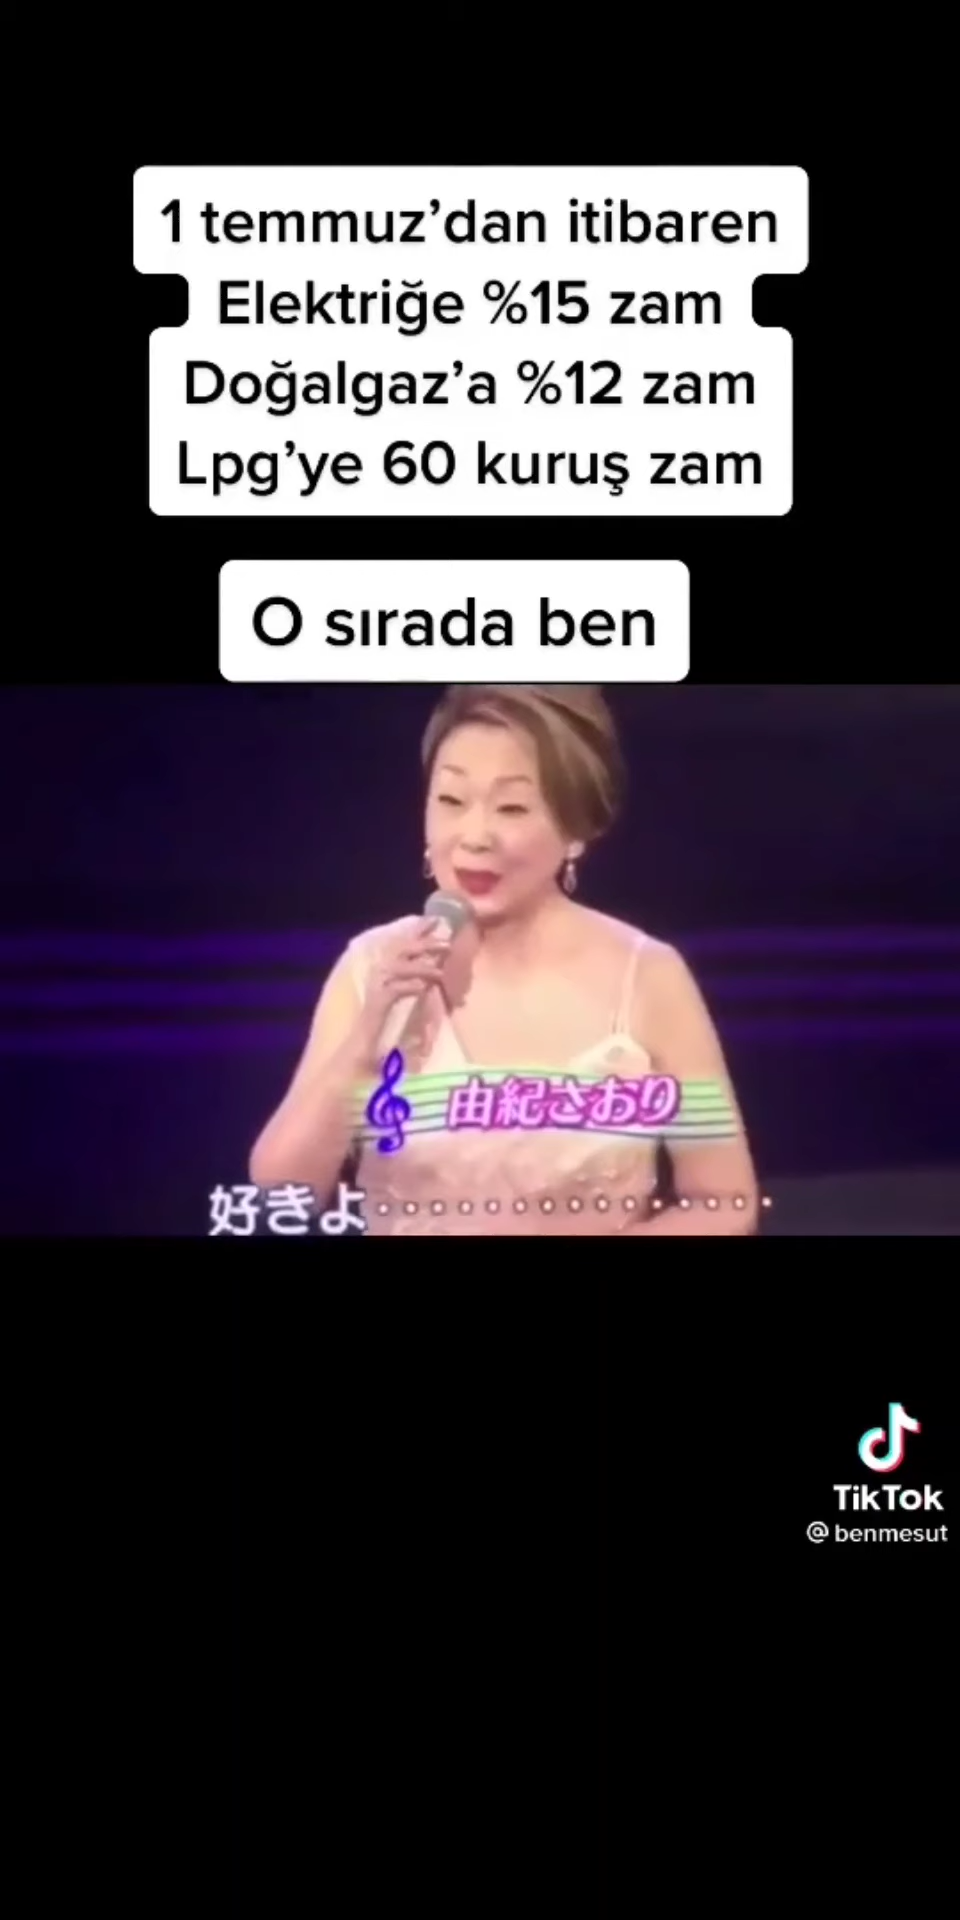 1 temmuz’dan itibaren
Elektriğe %15 zam
Doğalgaz’a %12 zam
Lpg’ye 60 kuruş zam
O sırada ben
由紀さおり
好きよ・・・・・・・・・・・・・・・
TikTok
@benmesut